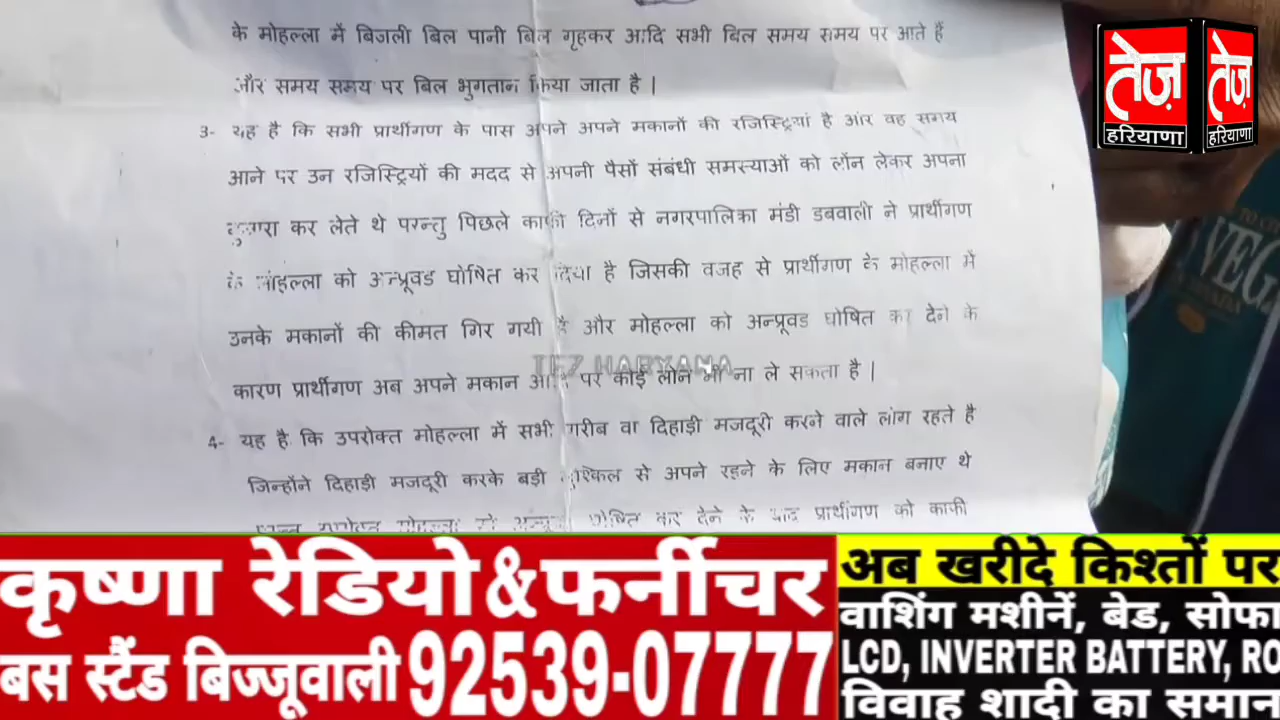 के मोहल्ला में बिजली बिल पानी बिल गृहकर आदि सभी बिल समय समय पर आते हैं
और समय समय पर बिल भुगतान किया जाता है |
3- यह है कि सभी प्रार्थीगण के पास अपने अपने मकानों की रजिस्ट्रियां है और वह समय
आने पर उन रजिस्ट्रियों की मदद से अपनी पैसों संबंधी समस्याओं को लॉन लेकर अपना
कर लेते थे परन्तु पिछले काफी दिनों से नगरपालिका मंडी डबवाली ने प्रार्थीगण
के मोहल्ला को अन्प्रूवड घोषित कर दिया है जिसकी वजह से प्रार्थीगण के मोहल्ला में
उनके मकानों की कीमत गिर गयी है और मोहल्ला को अन्प्रूवड घोषित कर देने के
कारण प्रार्थीगण अब अपने मकान आदि पर कोई लोन भी ना ले सकता है |
4- यह है कि उपरोक्त मोहल्ला में सभी गरीब वा दिहाड़ी मजदूरी करने वाले लोग रहते है
जिन्होंने दिहाड़ी मजदूरी करके बड़ी मुश्किल से अपने रहने के लिए मकान बनाए थे
घोषित कर देने के बाद प्रार्थीगण को काफी
TEZ HARYANA
तेज़ तेज़
हरियाणा हरियाणा
VEGA
कृष्णा रेडियो&फर्नीचर
बस स्टैंड बिज्जूवाली 92539-07777
अब खरीदे किश्तों पर
वाशिंग मशीनें, बेड, सोफा
LCD, INVERTER BATTERY, RO
विवाह शादी का समान